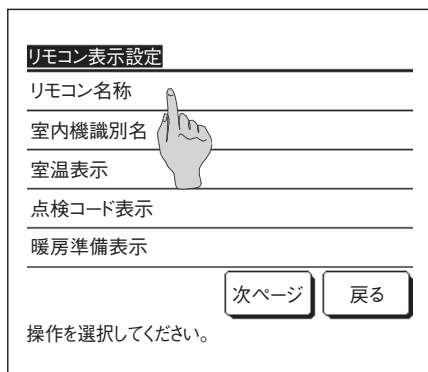 リモコン表示設定
リモコン名称
室内機識別名
室温表示
点検コード表示
暖房準備表示
次ページ 戻る
操作を選択してください。